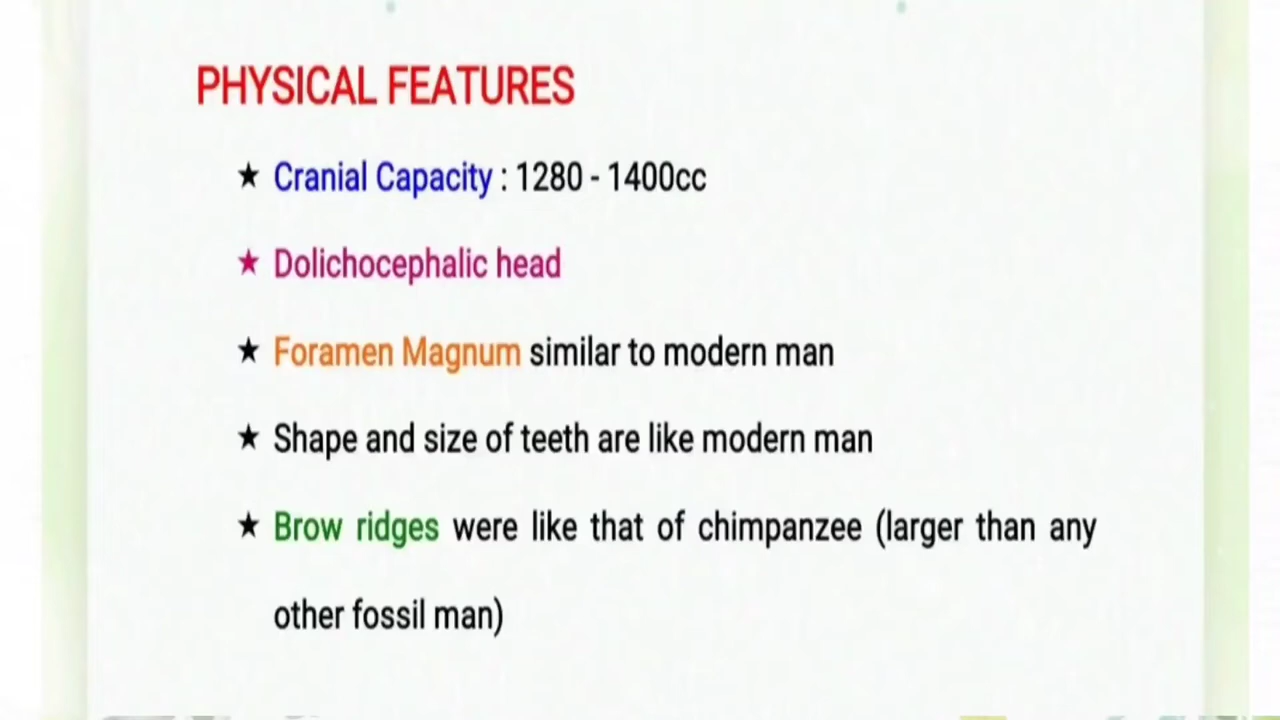 PHYSICAL FEATURES
★ Cranial Capacity : 1280 - 1400cc
★ Dolichocephalic head
★ Foramen Magnum similar to modern man
★ Shape and size of teeth are like modern man
★ Brow ridges were like that of chimpanzee (larger than any
other fossil man)